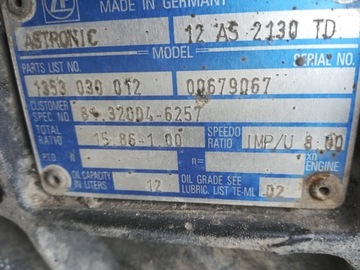 ZF MADE IN GERMANY
ASTRONIC 12 AS 2130 TD
MODEL SERIAL NO.
PARTS LIST NO.
1353 030 012 00679067
CUSTOMER
SPEC NO 81.32004-6257
TOTAL
RATIO 15.86-1.00 SPEEDO
RATIO IMP/U 8.00
P.T.O. N n= xn
ENGINE
OIL CAPACITY
IN LITERS 12 OIL GRADE SEE
LUBRIC. LIST TE-ML 02